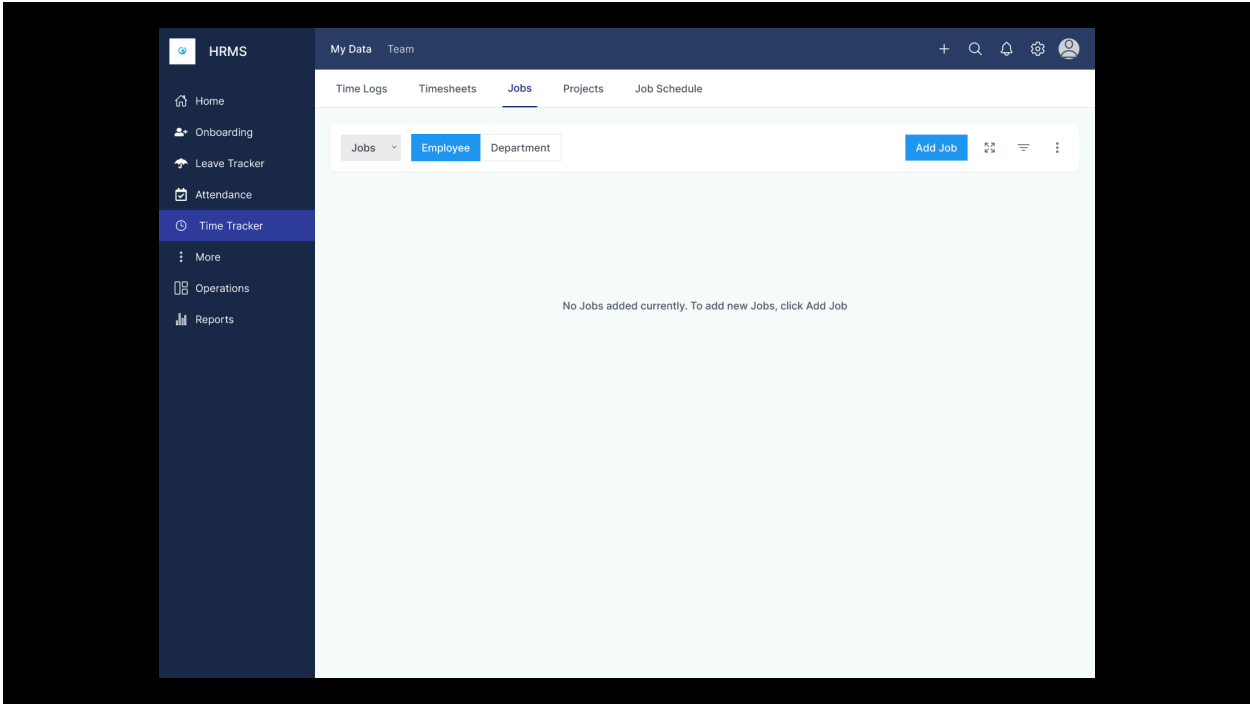 HRMS
My Data Team
Home
Onboarding
Leave Tracker
Attendance
Time Tracker
More
Operations
Reports
Time Logs Timesheets Jobs Projects Job Schedule
Jobs Employee Department Add Job
No Jobs added currently. To add new Jobs, click Add Job